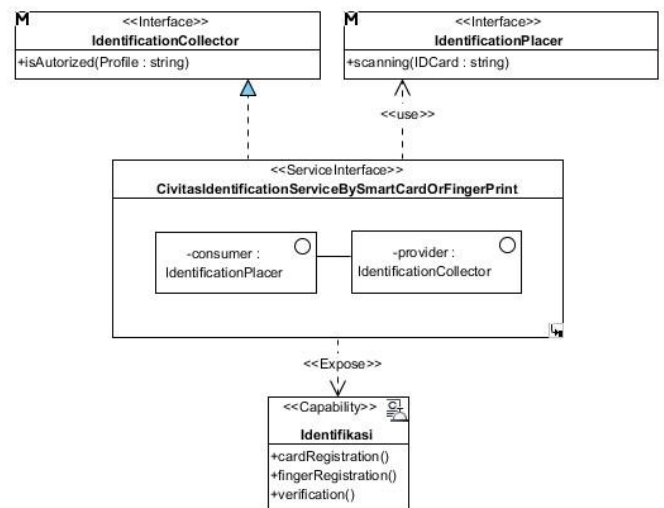 M
<<Interface>>
IdentificationCollector
+isAutorized(Profile : string)
M
<<Interface>>
IdentificationPlacer
+scanning(IDCard : string)
<<use>>
<<ServiceInterface>>
CivitasIdentificationServiceBySmartCardOrFingerPrint
-consumer :
IdentificationPlacer
-provider :
IdentificationCollector
<<Expose>>
<<Capability>>
Identifikasi
+cardRegistration()
+fingerRegistration()
+verification()